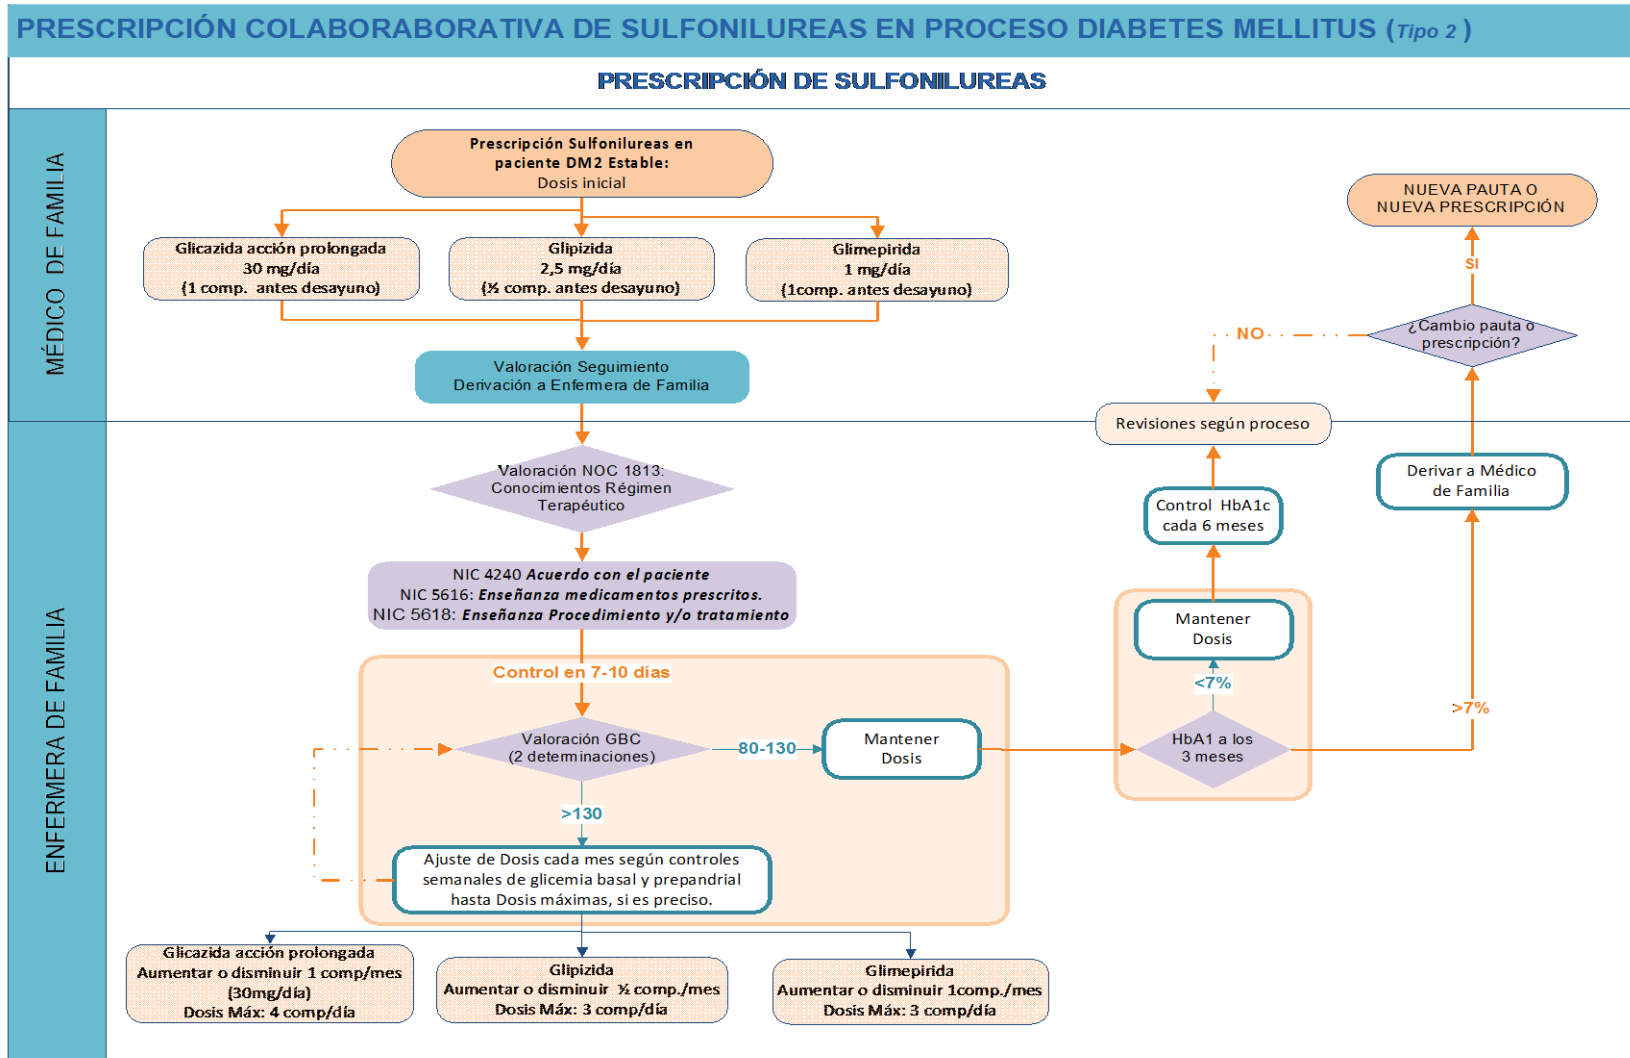 PRESCRIPCIÓN COLABORABORATIVA DE SULFONILUREAS EN PROCESO DIABETES MELLITUS (Tipo 2 )
PRESCRIPCIÓN DE SULFONILUREAS
MÉDICO DE FAMILIA
Prescripción Sulfonilureas en
paciente DM2 Estable:
Dosis inicial
Glicazida acción prolongada
30 mg/día
(1 comp. antes desayuno)
Glipizida
2,5 mg/día
(½ comp. antes desayuno)
Glimepirida
1 mg/día
(1comp. antes desayuno)
Valoración Seguimiento
Derivación a Enfermera de Familia
NUEVA PAUTA O
NUEVA PRESCRIPCIÓN
SI
¿Cambio pauta o
prescripción?
NO
Revisiones según proceso
ENFERMERA DE FAMILIA
Valoración NOC 1813:
Conocimientos Régimen
Terapéutico
NIC 4240 Acuerdo con el paciente
NIC 5616: Enseñanza medicamentos prescritos.
NIC 5618: Enseñanza Procedimiento y/o tratamiento
Control en 7-10 días
Valoración GBC
(2 determinaciones)
80-130
Mantener
Dosis
>130
Ajuste de Dosis cada mes según controles
semanales de glicemia basal y prepandrial
hasta Dosis máximas, si es preciso.
Glicazida acción prolongada
Aumentar o disminuir 1 comp/mes
(30mg/día)
Dosis Máx: 4 comp/día
Glipizida
Aumentar o disminuir ½ comp./mes
Dosis Máx: 3 comp/día
Glimepirida
Aumentar o disminuir 1comp./mes
Dosis Máx: 3 comp/día
Control HbA1c
cada 6 meses
Mantener
Dosis
<7%
HbA1 a los
3 meses
Derivar a Médico
de Familia
>7%